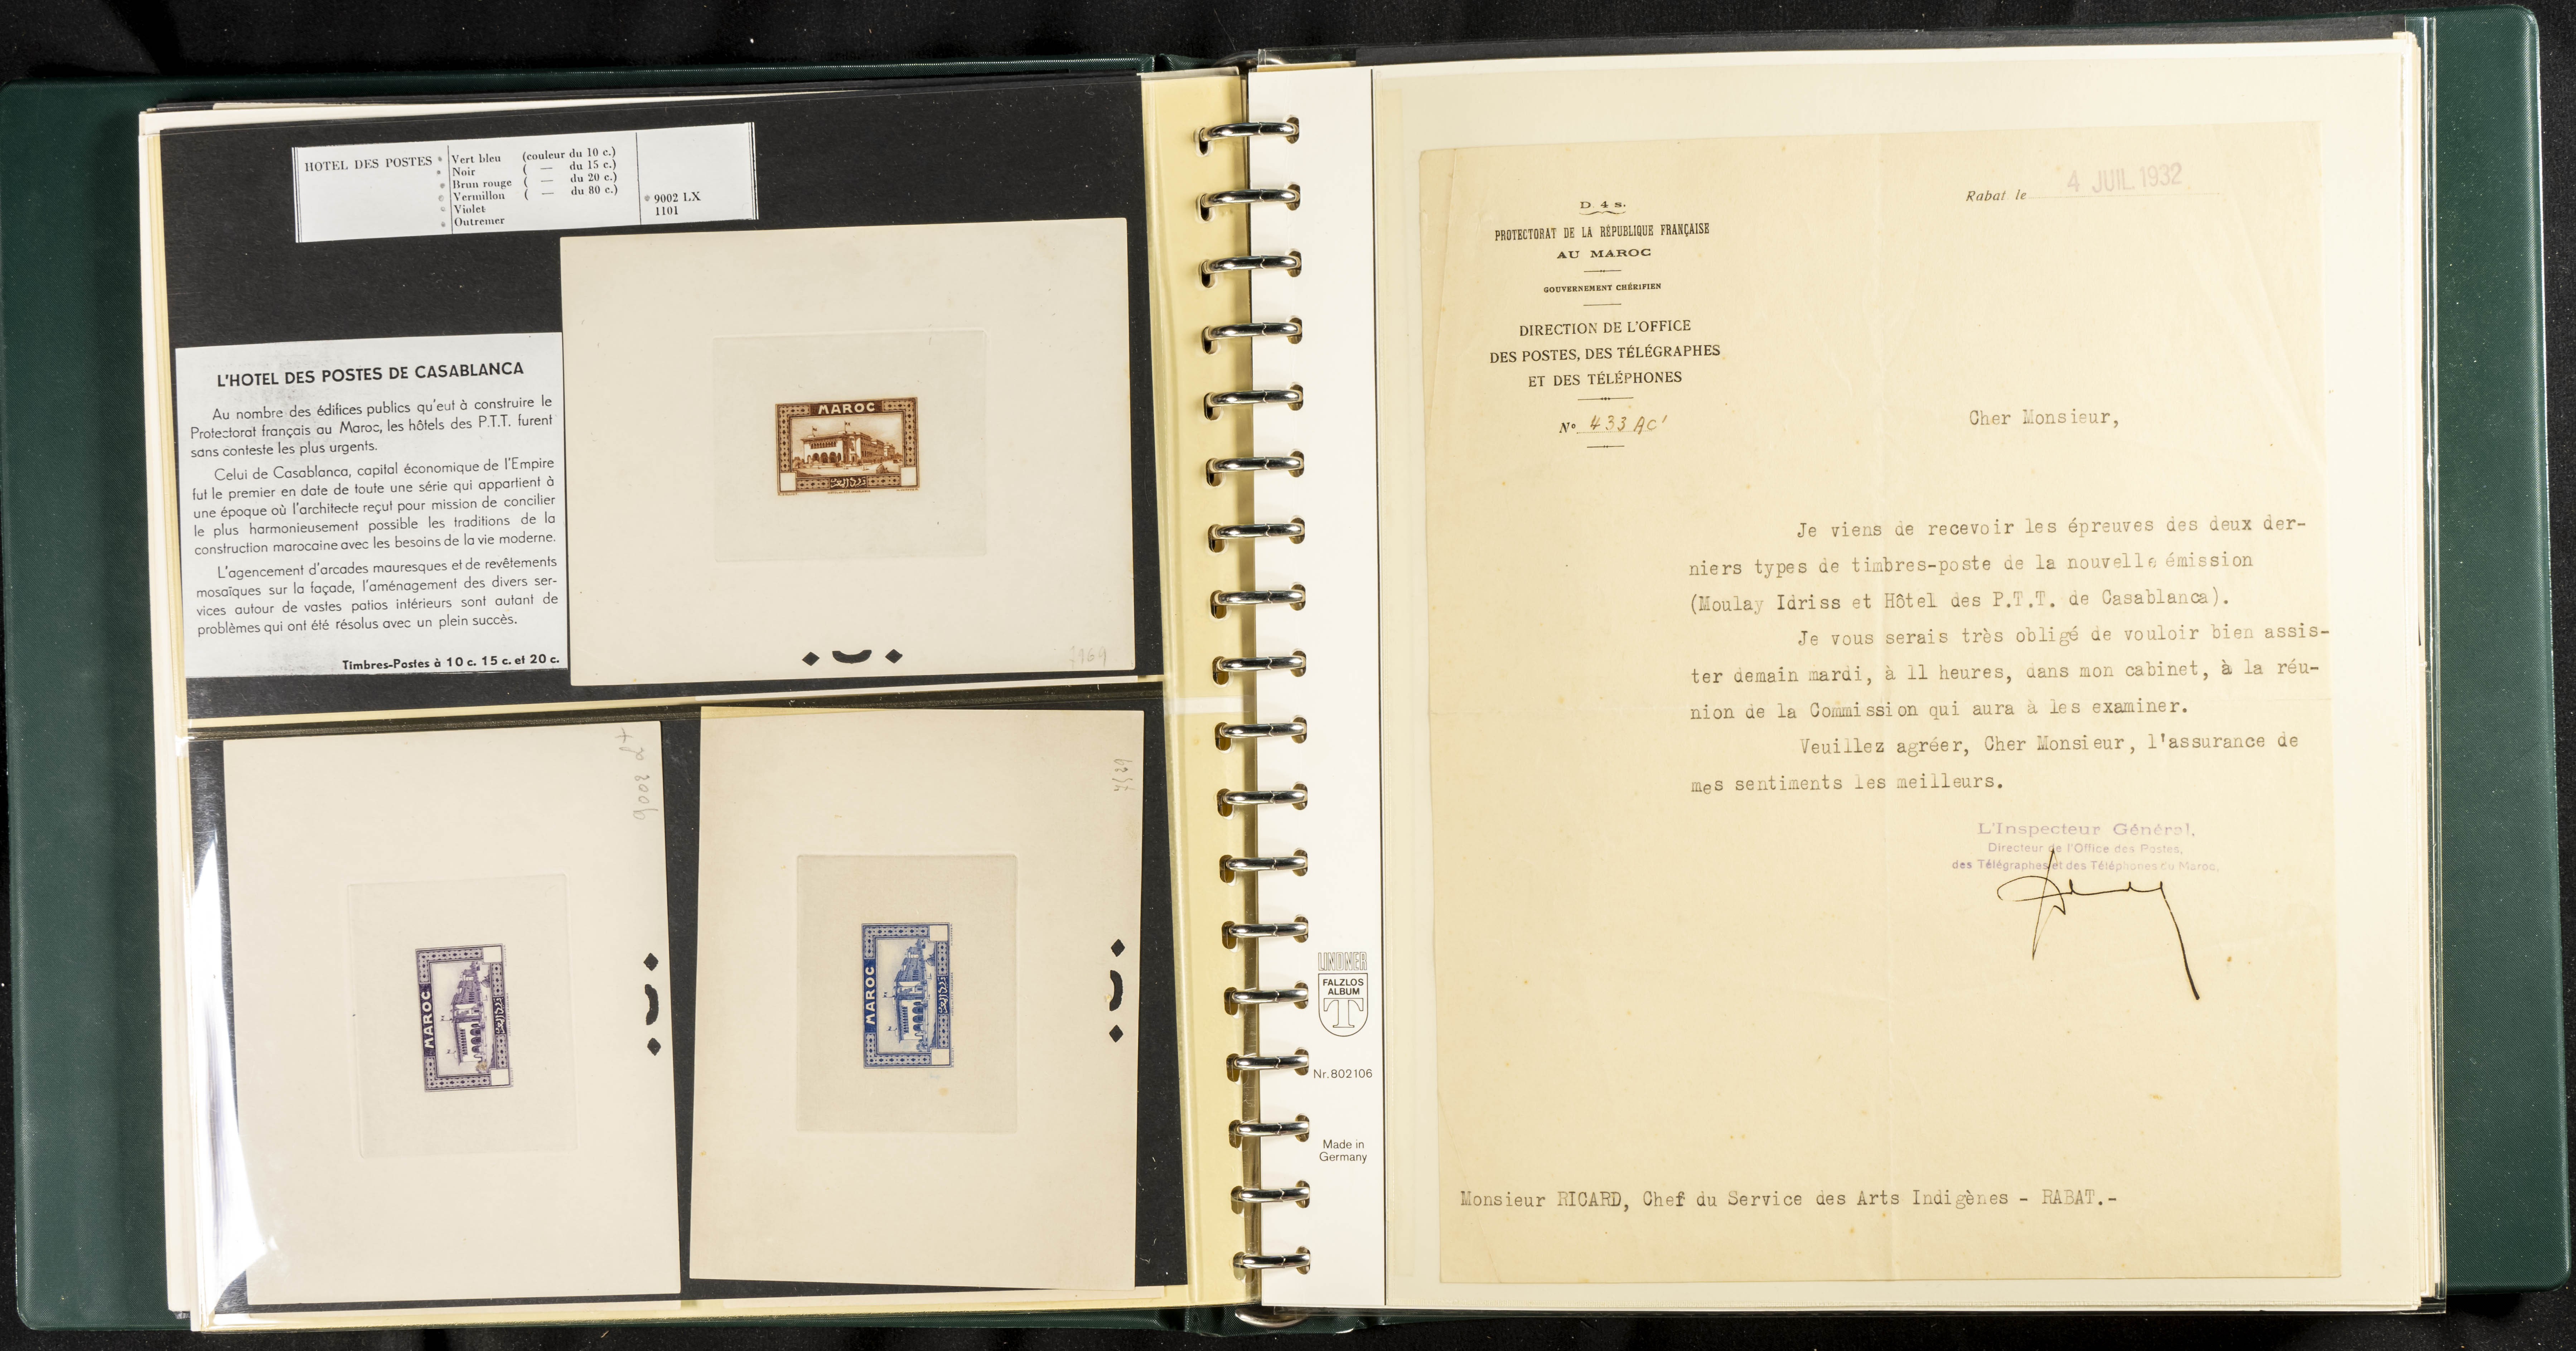 HOTEL DES POSTES * Vert bleu (couleur du 10 c.)
* Noir ( — du 15 c.)
* Brun rouge ( — du 20 c.)
Vermillon ( — du 80 c.)
Violet
* Outremer
* 9002 LX
1101
L'HOTEL DES POSTES DE CASABLANCA
Au nombre des édifices publics qu'eut à construire le
Protectorat français au Maroc, les hôtels des P.T.T. furent
sans conteste les plus urgents.
Celui de Casablanca, capital économique de l'Empire
fut le premier en date de toute une série qui appartient à
une époque où l'architecte reçut pour mission de concilier
le plus harmonieusement possible les traditions de la
construction marocaine avec les besoins de la vie moderne.
L'agencement d'arcades mauresques et de revêtements
mosaïques sur la façade, l'aménagement des divers ser-
vices autour de vastes patios intérieurs sont autant de
problèmes qui ont été résolus avec un plein succès.
Timbres-Postes à 10 c. 15 c. et 20 c.
MAROC
MAROC
MAROC
LINDNER
FALZLOS
ALBUM
T
Nr. 802106
Made in
Germany
D. 4 s.
PROTECTORAT DE LA RÉPUBLIQUE FRANÇAISE
AU MAROC
GOUVERNEMENT CHÉRIFIEN
DIRECTION DE L'OFFICE
DES POSTES, DES TÉLÉGRAPHES
ET DES TÉLÉPHONES
N° 433 AC'
Rabat le 4 JUIL 1932
Cher Monsieur,
Je viens de recevoir les épreuves des deux der-
niers types de timbres-poste de la nouvelle émission
(Moulay Idriss et Hôtel des P.T.T. de Casablanca).
Je vous serais très obligé de vouloir bien assis-
ter demain mardi, à 11 heures, dans mon cabinet, à la réu-
nion de la Commission qui aura à les examiner.
Veuillez agréer, Cher Monsieur, l'assurance de
mes sentiments les meilleurs.
L'Inspecteur Général,
Directeur de l'Office des Postes,
des Télégraphes et des Téléphones du Maroc,
Monsieur RICARD, Chef du Service des Arts Indigènes - RABAT.-